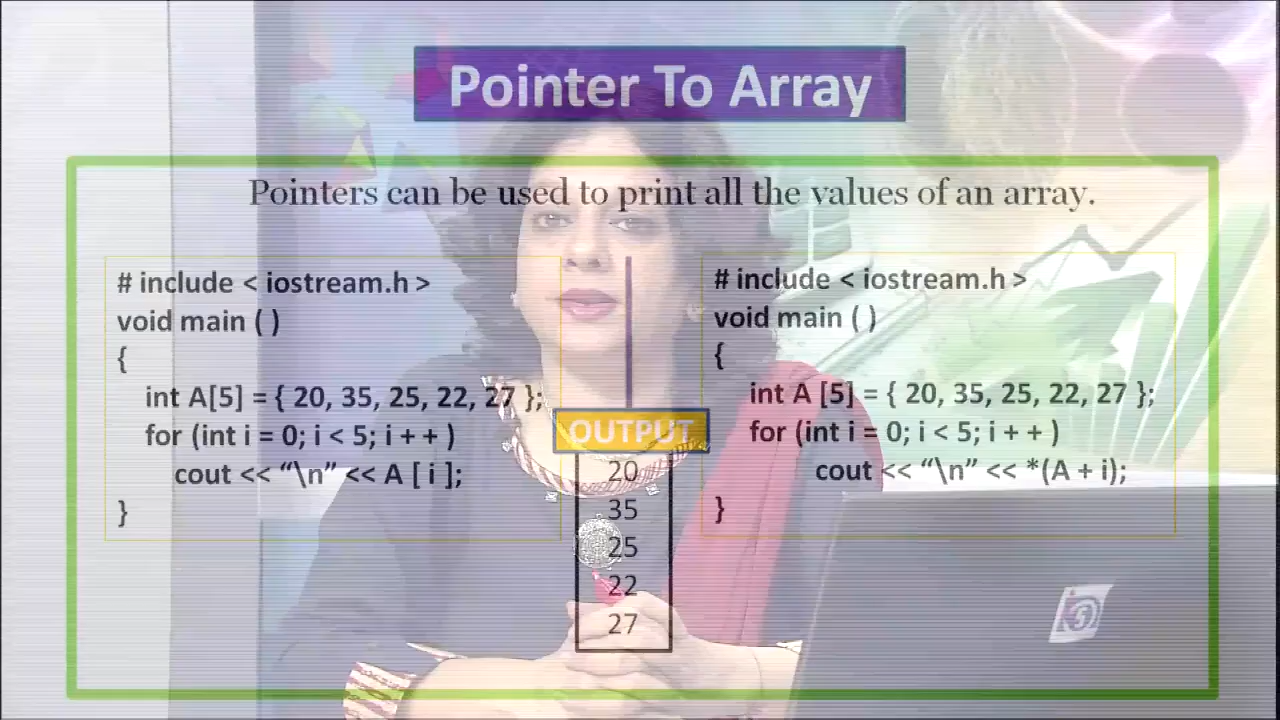 Pointer To Array
Pointers can be used to print all the values of an array.
# include < iostream.h >
void main ( )
{
int A[5] = { 20, 35, 25, 22, 27 };
for (int i = 0; i < 5; i + + )
cout << “\n” << A [ i ];
}
OUTPUT
20
35
25
22
27
# include < iostream.h >
void main ( )
{
int A [5] = { 20, 35, 25, 22, 27 };
for (int i = 0; i < 5; i + + )
cout << “\n” << *(A + i);
}